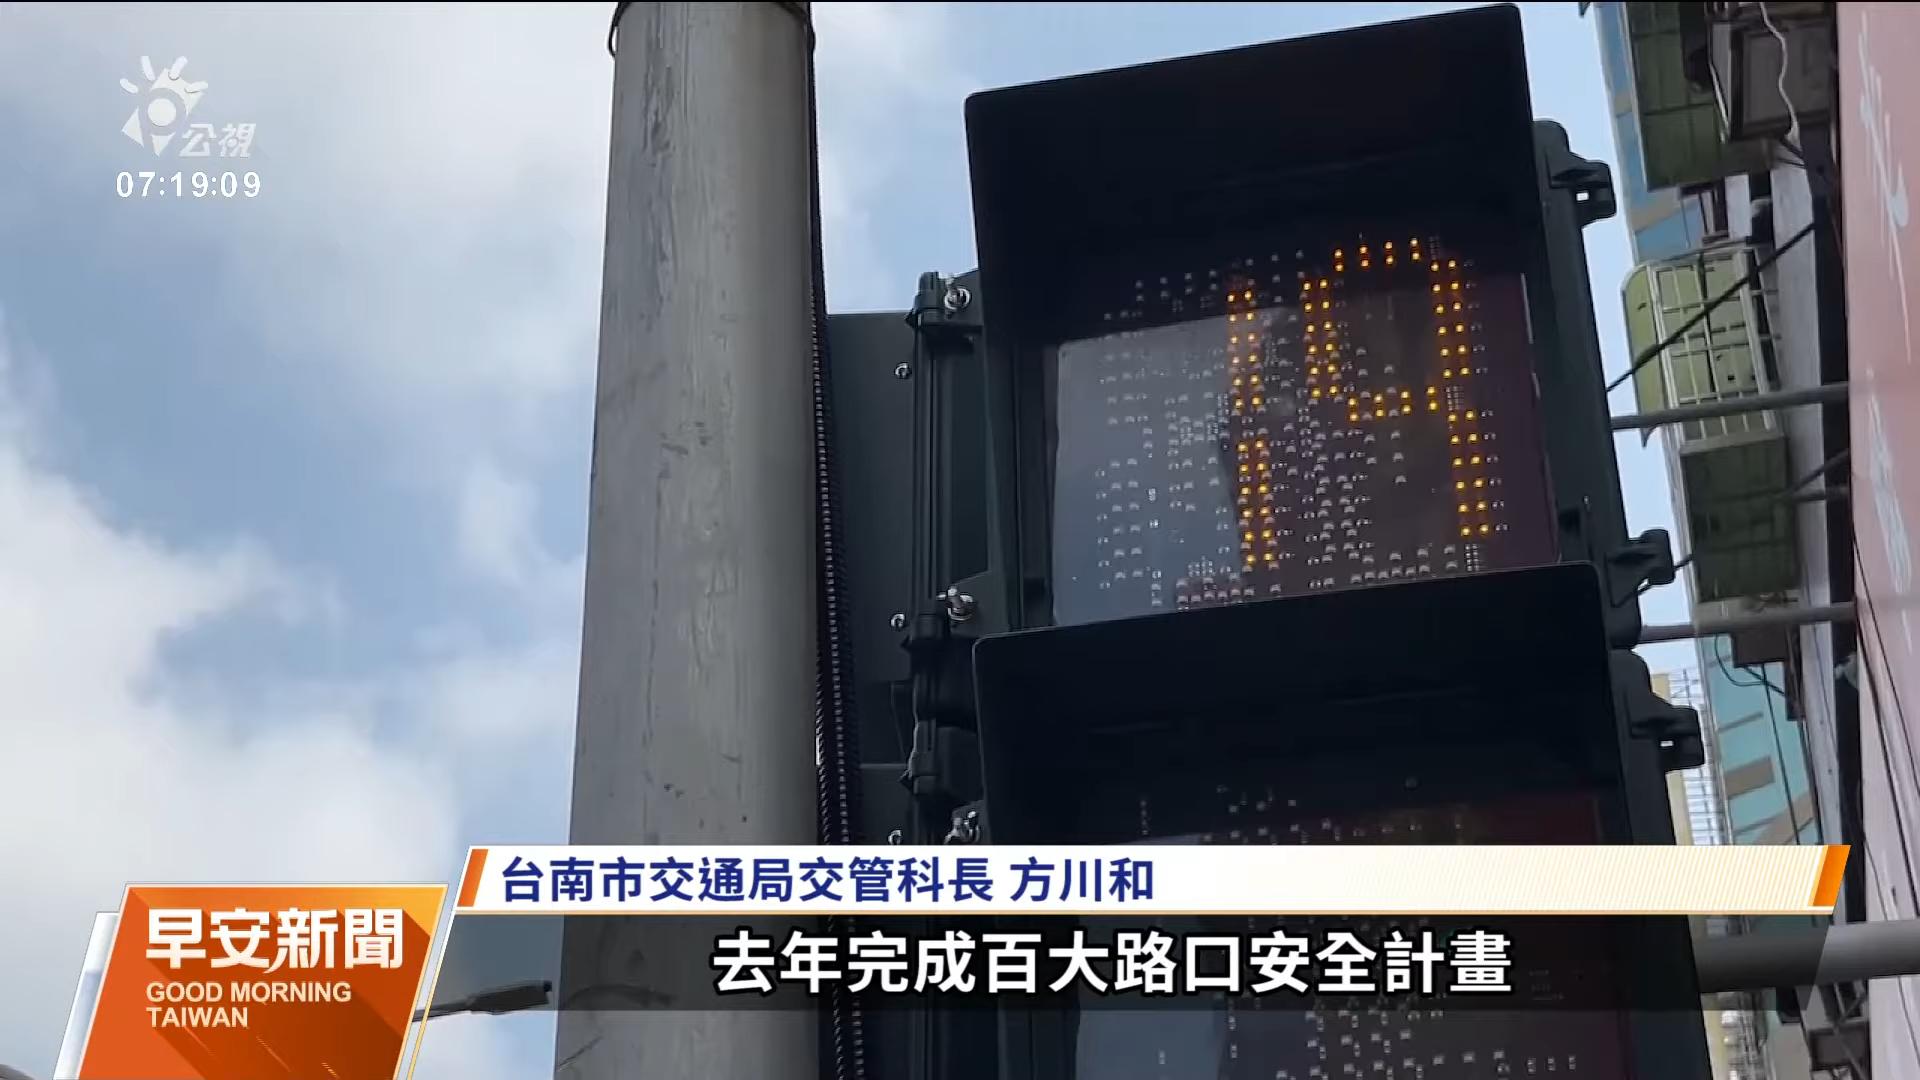 公視
07:19:09
19
台南市交通局交管科長 方川和
早安新聞
GOOD MORNING
TAIWAN
去年完成百大路口安全計畫